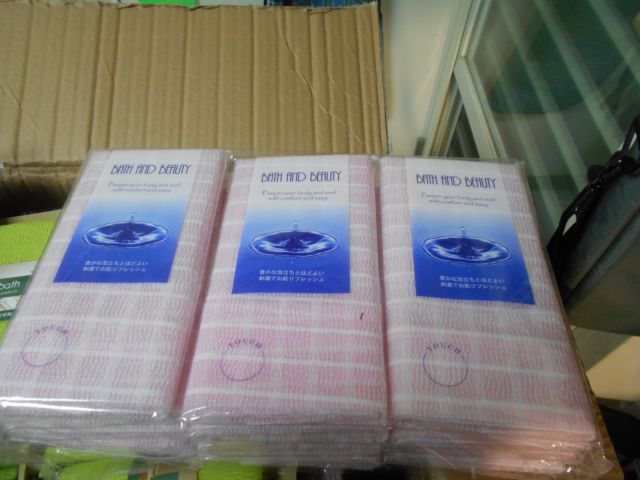 BATH AND BEAUTY
Pamper your body and soul
with comfort and easy.
豊かな泡立ちとほどよい
刺激でお肌リフレッシュ
TOUCH
BATH AND BEAUTY
Pamper your body and soul
with comfort and easy.
豊かな泡立ちとほどよい
刺激でお肌リフレッシュ
TOUCH
BATH AND BEAUTY
Pamper your body and soul
with comfort and easy.
豊かな泡立ちとほどよい
刺激でお肌リフレッシュ
TOUCH
bath